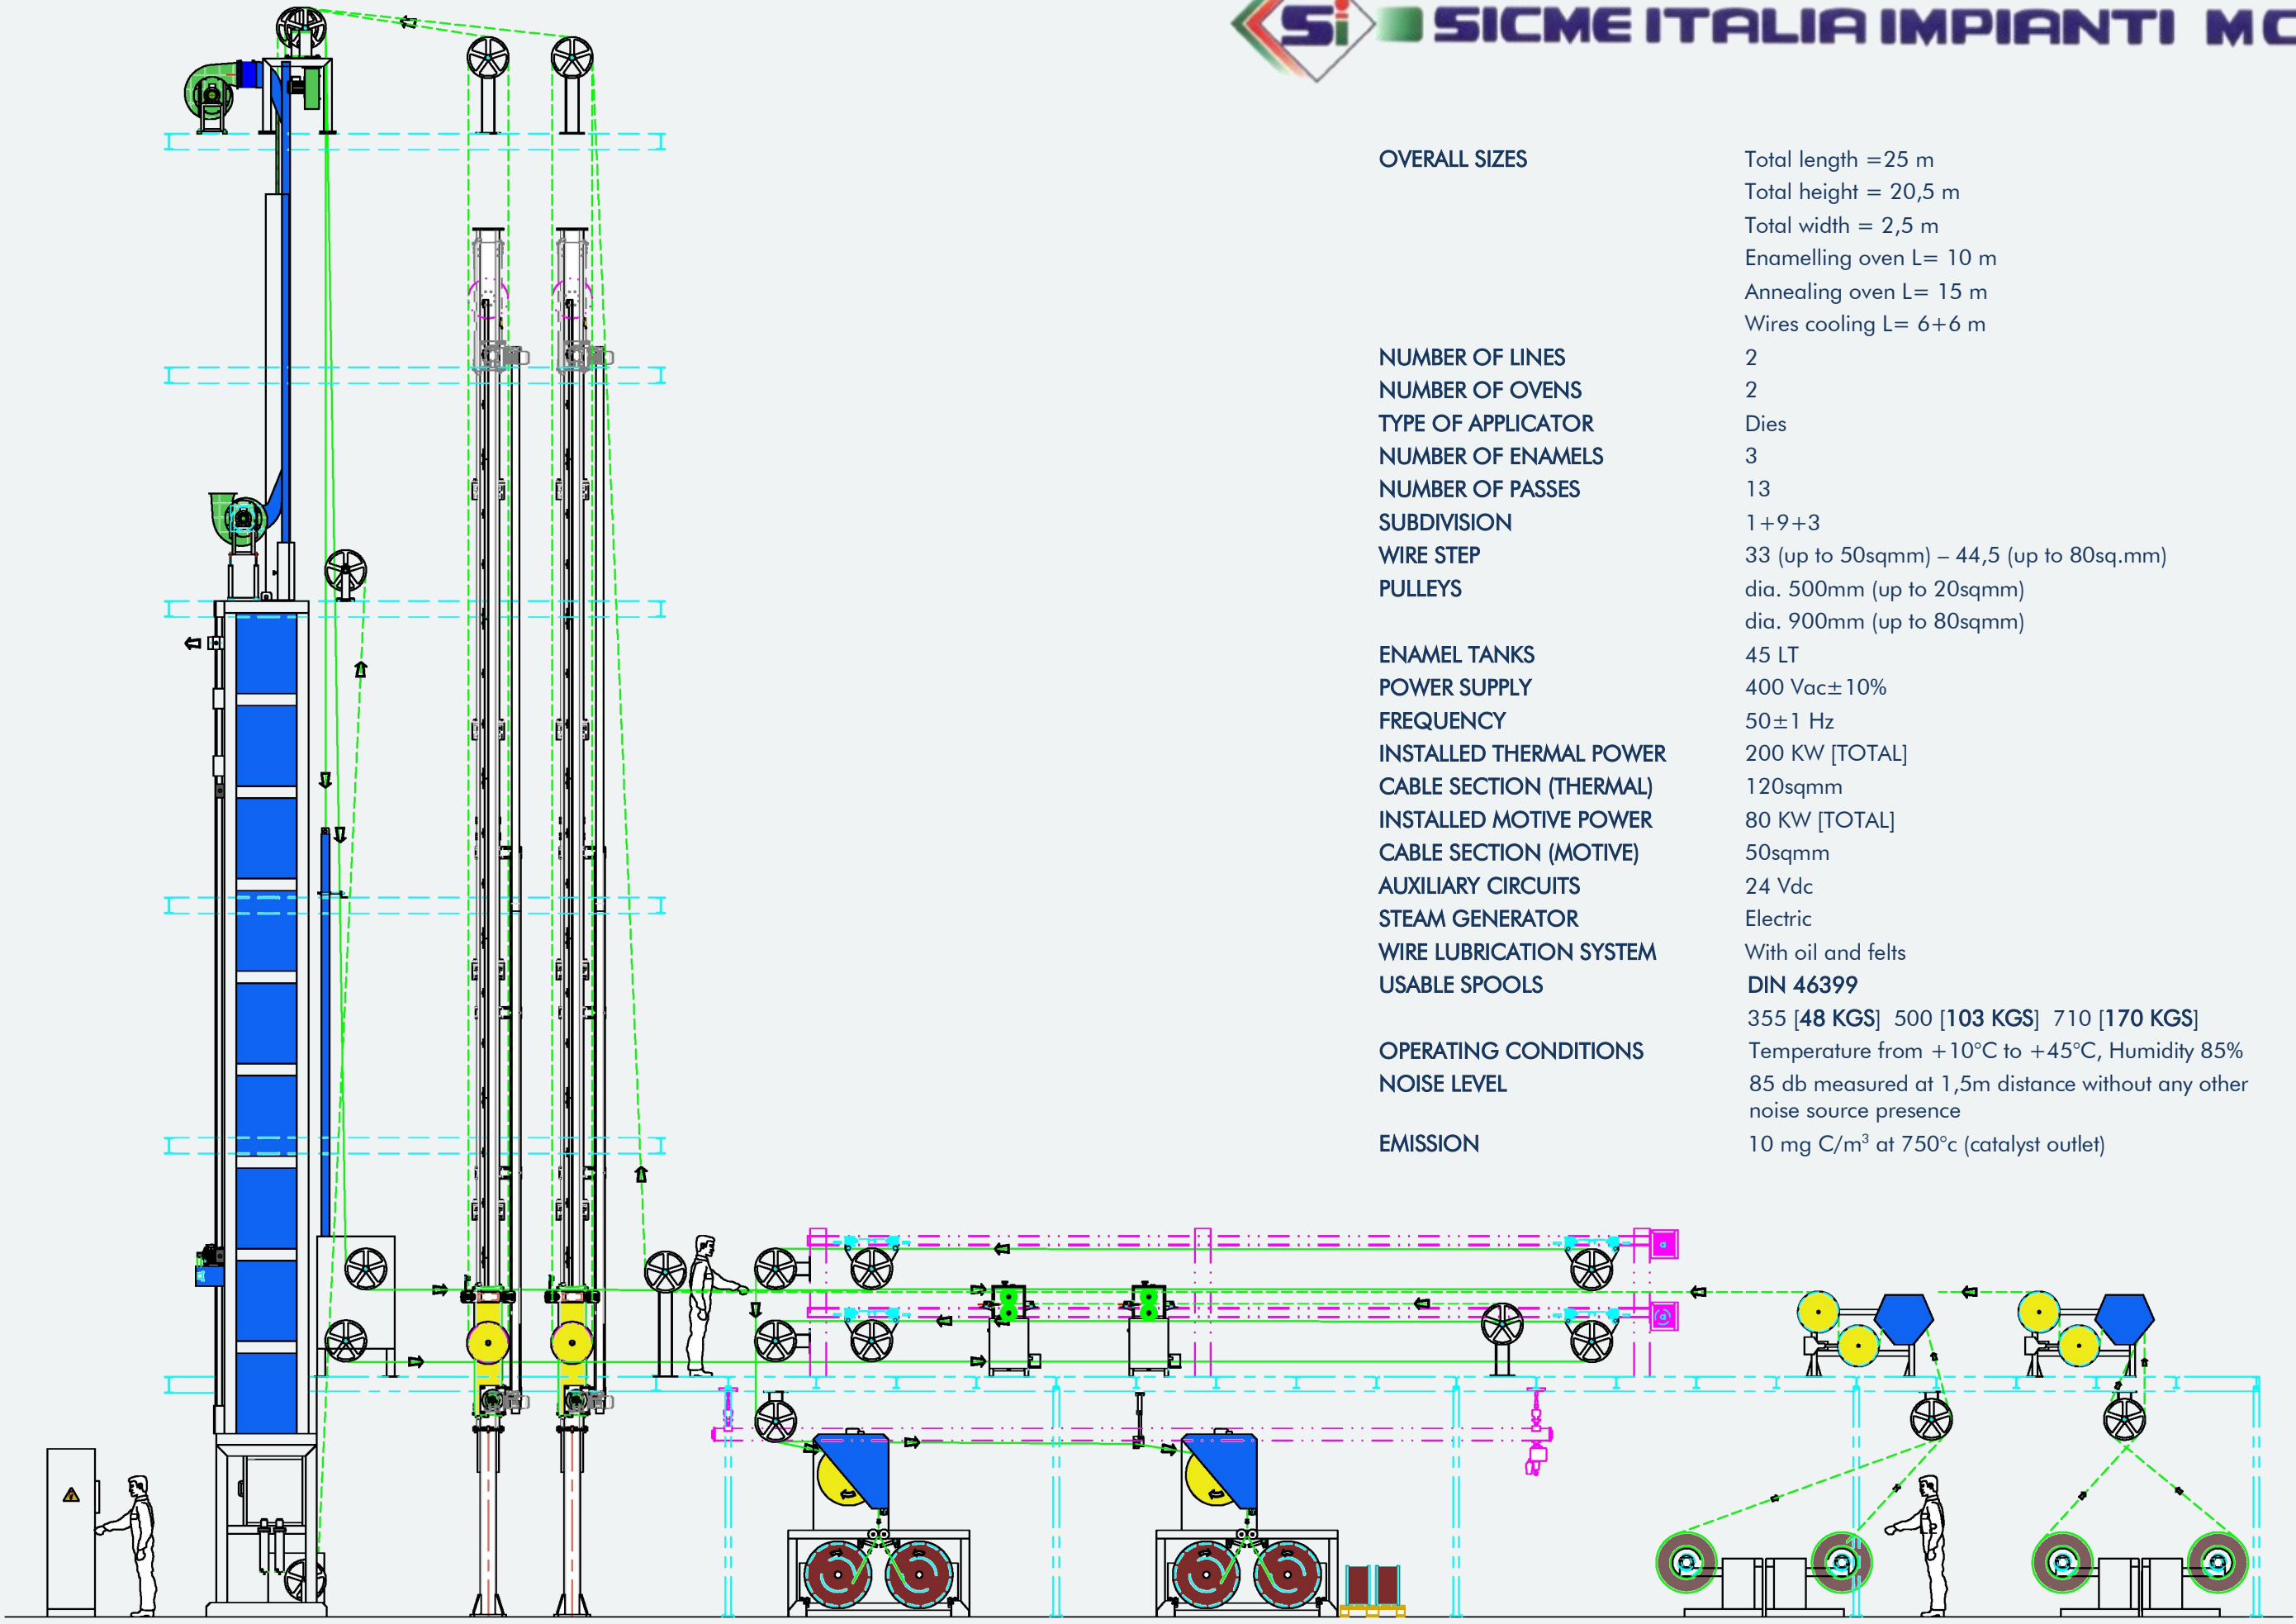 Si SICME ITALIA IMPIANTI
OVERALL SIZES Total length =25 m
Total height = 20,5 m
Total width = 2,5 m
Enamelling oven L= 10 m
Annealing oven L= 15 m
Wires cooling L= 6+6 m
NUMBER OF LINES 2
NUMBER OF OVENS 2
TYPE OF APPLICATOR Dies
NUMBER OF ENAMELS 3
NUMBER OF PASSES 13
SUBDIVISION 1+9+3
WIRE STEP 33 (up to 50sqmm) – 44,5 (up to 80sq.mm)
PULLEYS dia. 500mm (up to 20sqmm)
dia. 900mm (up to 80sqmm)
ENAMEL TANKS 45 LT
POWER SUPPLY 400 Vac±10%
FREQUENCY 50±1 Hz
INSTALLED THERMAL POWER 200 KW [TOTAL]
CABLE SECTION (THERMAL) 120sqmm
INSTALLED MOTIVE POWER 80 KW [TOTAL]
CABLE SECTION (MOTIVE) 50sqmm
AUXILIARY CIRCUITS 24 Vdc
STEAM GENERATOR Electric
WIRE LUBRICATION SYSTEM With oil and felts
USABLE SPOOLS DIN 46399
355 [48 KGS] 500 [103 KGS] 710 [170 KGS]
OPERATING CONDITIONS Temperature from +10°C to +45°C, Humidity 85%
NOISE LEVEL 85 db measured at 1,5m distance without any other
noise source presence
EMISSION 10 mg C/m³ at 750°c (catalyst outlet)